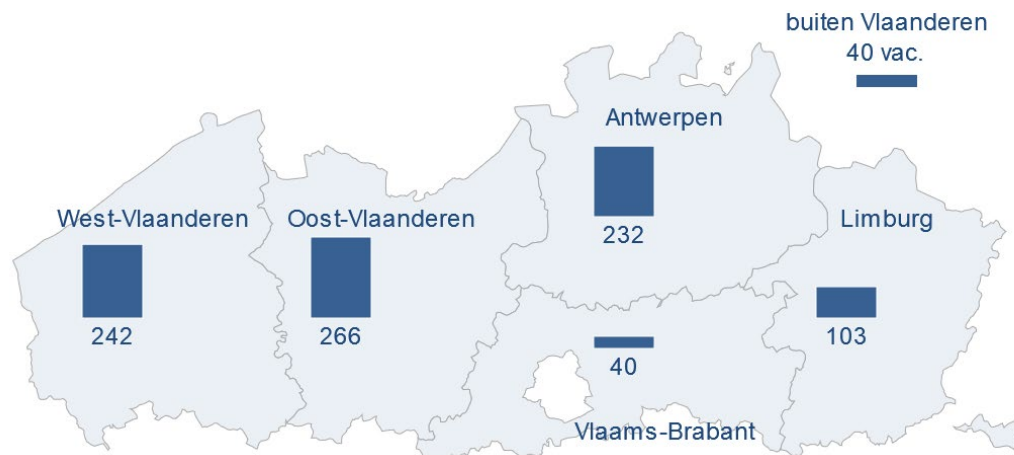 buiten Vlaanderen
40 vac.
Antwerpen
232
West-Vlaanderen
242
Oost-Vlaanderen
266
Limburg
103
40
Vlaams-Brabant